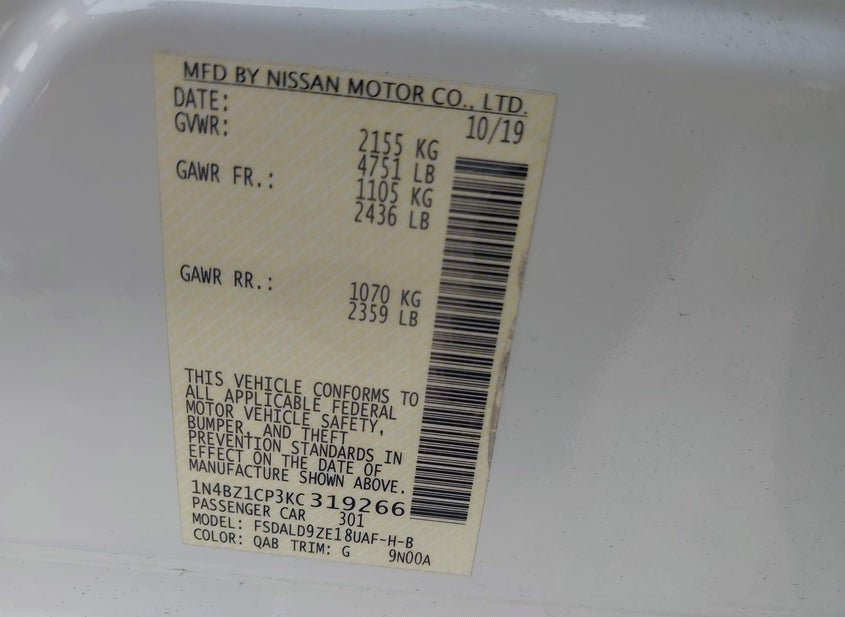 MFD BY NISSAN MOTOR CO., LTD.
DATE: 10/19
GVWR: 2155 KG
4751 LB
GAWR FR.: 1105 KG
2436 LB
GAWR RR.: 1070 KG
2359 LB
THIS VEHICLE CONFORMS TO
ALL APPLICABLE FEDERAL
MOTOR VEHICLE SAFETY,
BUMPER, AND THEFT
PREVENTION STANDARDS IN
EFFECT ON THE DATE OF
MANUFACTURE SHOWN ABOVE.
1N4BZ1CP3KC319266
PASSENGER CAR 301
MODEL: FSDALD9ZE18UAF-H-B
COLOR: QAB TRIM: G 9N00A